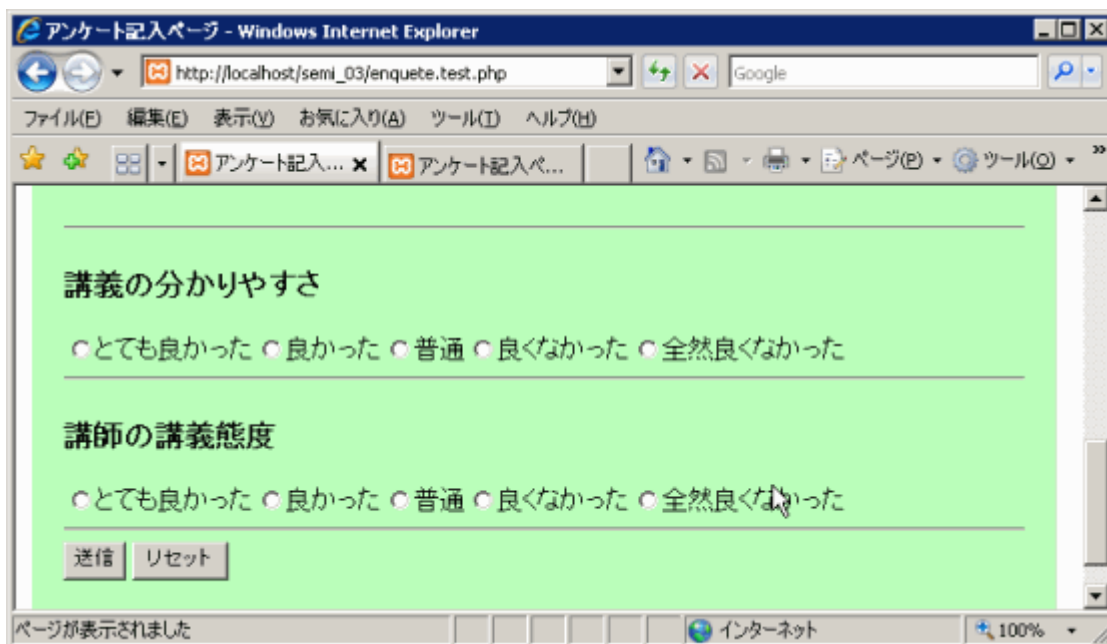 アンケート記入ページ - Windows Internet Explorer
http://localhost/semi_03/enquete.test.php Google
ファイル(F) 編集(E) 表示(V) お気に入り(A) ツール(T) ヘルプ(H)
アンケート記入... アンケート記入ペ... ページ(P) ツール(O) »
講義の分かりやすさ
とても良かった 良かった 普通 良くなかった 全然良くなかった
講師の講義態度
とても良かった 良かった 普通 良くなかった 全然良くなかった
送信 リセット
ページが表示されました インターネット 100%